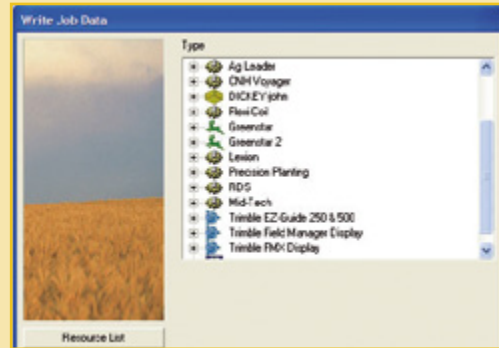 Write Job Data
Type
Ag Leader
CNH Voyager
DICKEY-john
Flexi-Coil
Greenstar
Greenstar 2
Lexion
Precision Planting
RDS
Mid-Tech
Trimble EZ-Guide 250 & 500
Trimble Field Manager Display
Trimble FMX Display
Resource List